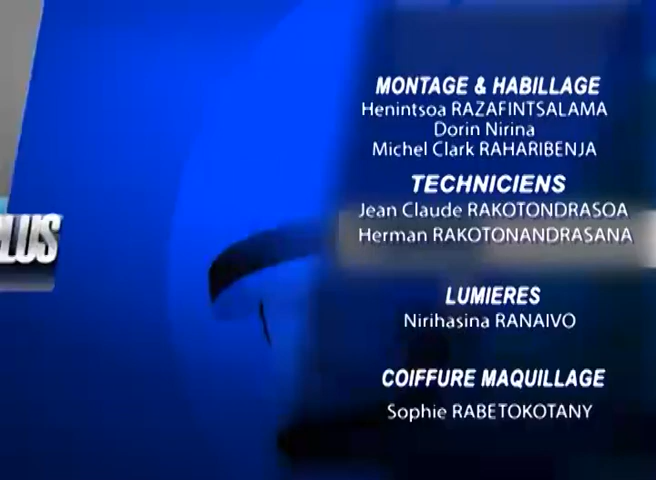 MONTAGE & HABILLAGE
Henintsoa RAZAFINTSALAMA
Dorin Nirina
Michel Clark RAHARIBENJA
TECHNICIENS
Jean Claude RAKOTONDRASOA
Herman RAKOTONANDRASANA
LUS
LUMIERES
Nirihasina RANAIVO
COIFFURE MAQUILLAGE
Sophie RABETOKOTANY